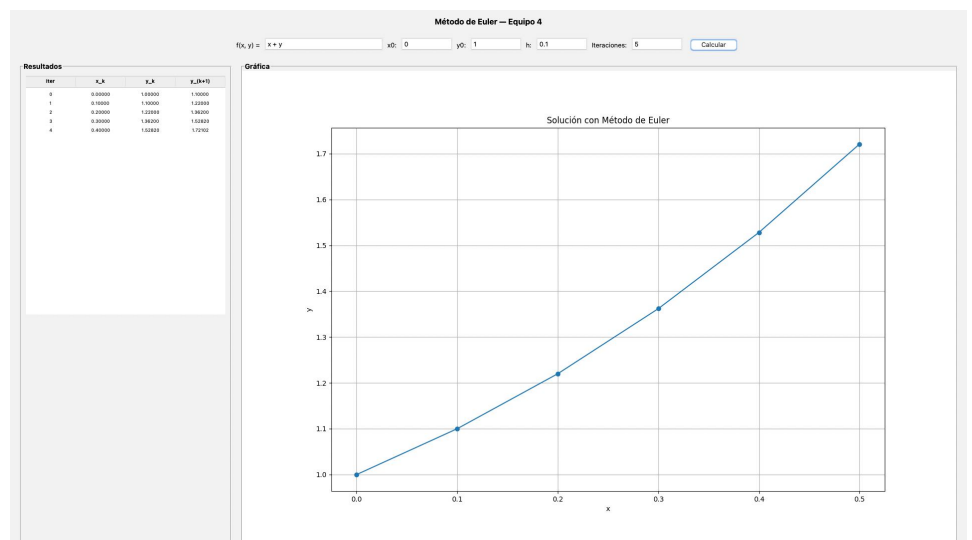 Método de Euler — Equipo 4
f(x, y) = x + y x0: 0 y0: 1 h: 0.1 Iteraciones: 5 Calcular
Resultados
Iter x_k y_k y_(k+1)
0 0.00000 1.00000 1.10000
1 0.10000 1.10000 1.22000
2 0.20000 1.22000 1.36200
3 0.30000 1.36200 1.52820
4 0.40000 1.52820 1.72102
Gráfica
Solución con Método de Euler
1.7
1.6
1.5
1.4
1.3
1.2
1.1
1.0
y
0.0 0.1 0.2 0.3 0.4 0.5
x